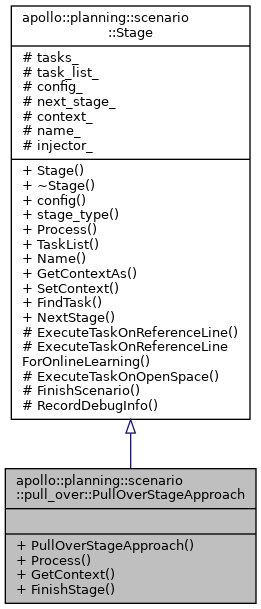 apollo::planning::scenario
::Stage
# tasks_
# task_list_
# config_
# next_stage_
# context_
# name_
# injector_
+ Stage()
+ ~Stage()
+ config()
+ stage_type()
+ Process()
+ TaskList()
+ Name()
+ GetContextAs()
+ SetContext()
+ FindTask()
+ NextStage()
# ExecuteTaskOnReferenceLine()
# ExecuteTaskOnReferenceLine
ForOnlineLearning()
# ExecuteTaskOnOpenSpace()
# FinishScenario()
# RecordDebugInfo()
apollo::planning::scenario
::pull_over::PullOverStageApproach
+ PullOverStageApproach()
+ Process()
+ GetContext()
+ FinishStage()